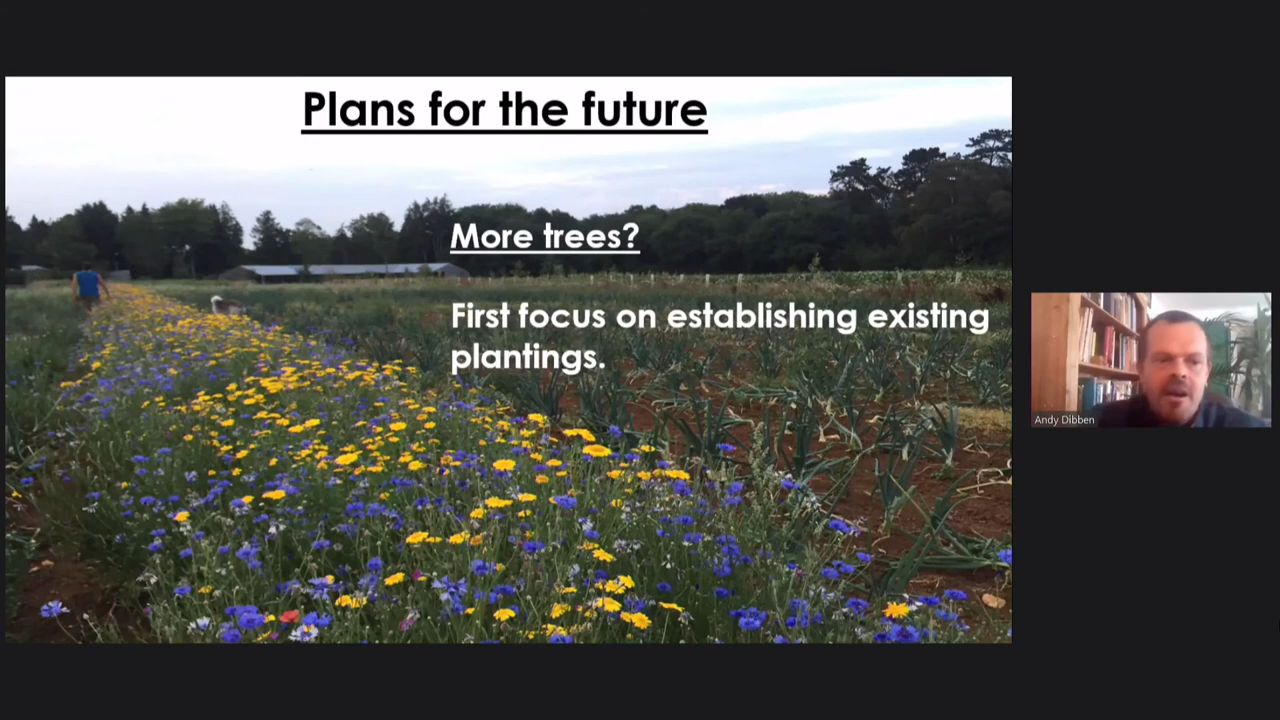 Plans for the future
More trees?
First focus on establishing existing
plantings.
Andy Dibben